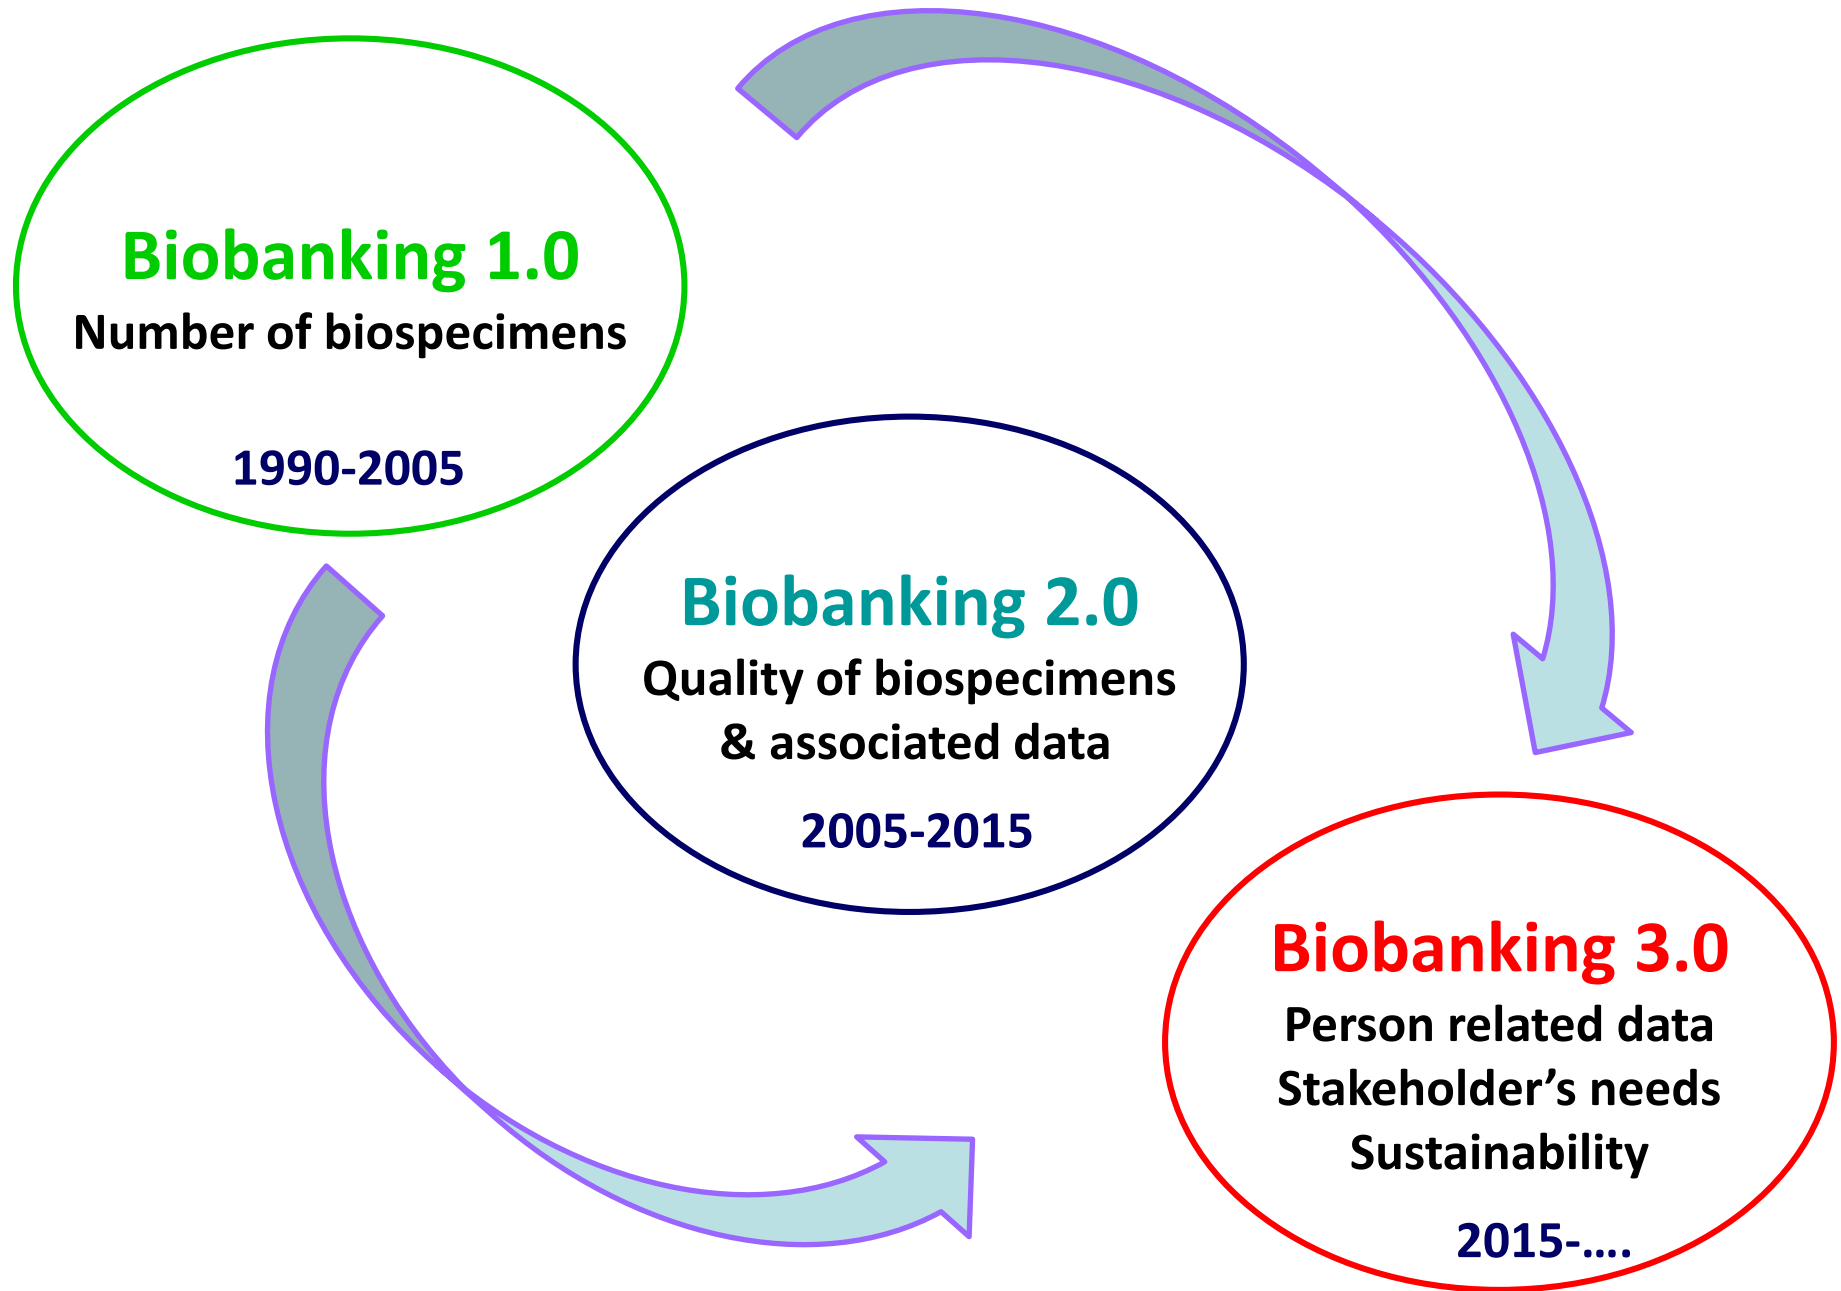 Biobanking 1.0
Number of biospecimens
1990-2005
Biobanking 2.0
Quality of biospecimens
& associated data
2005-2015
Biobanking 3.0
Person related data
Stakeholder’s needs
Sustainability
2015-....